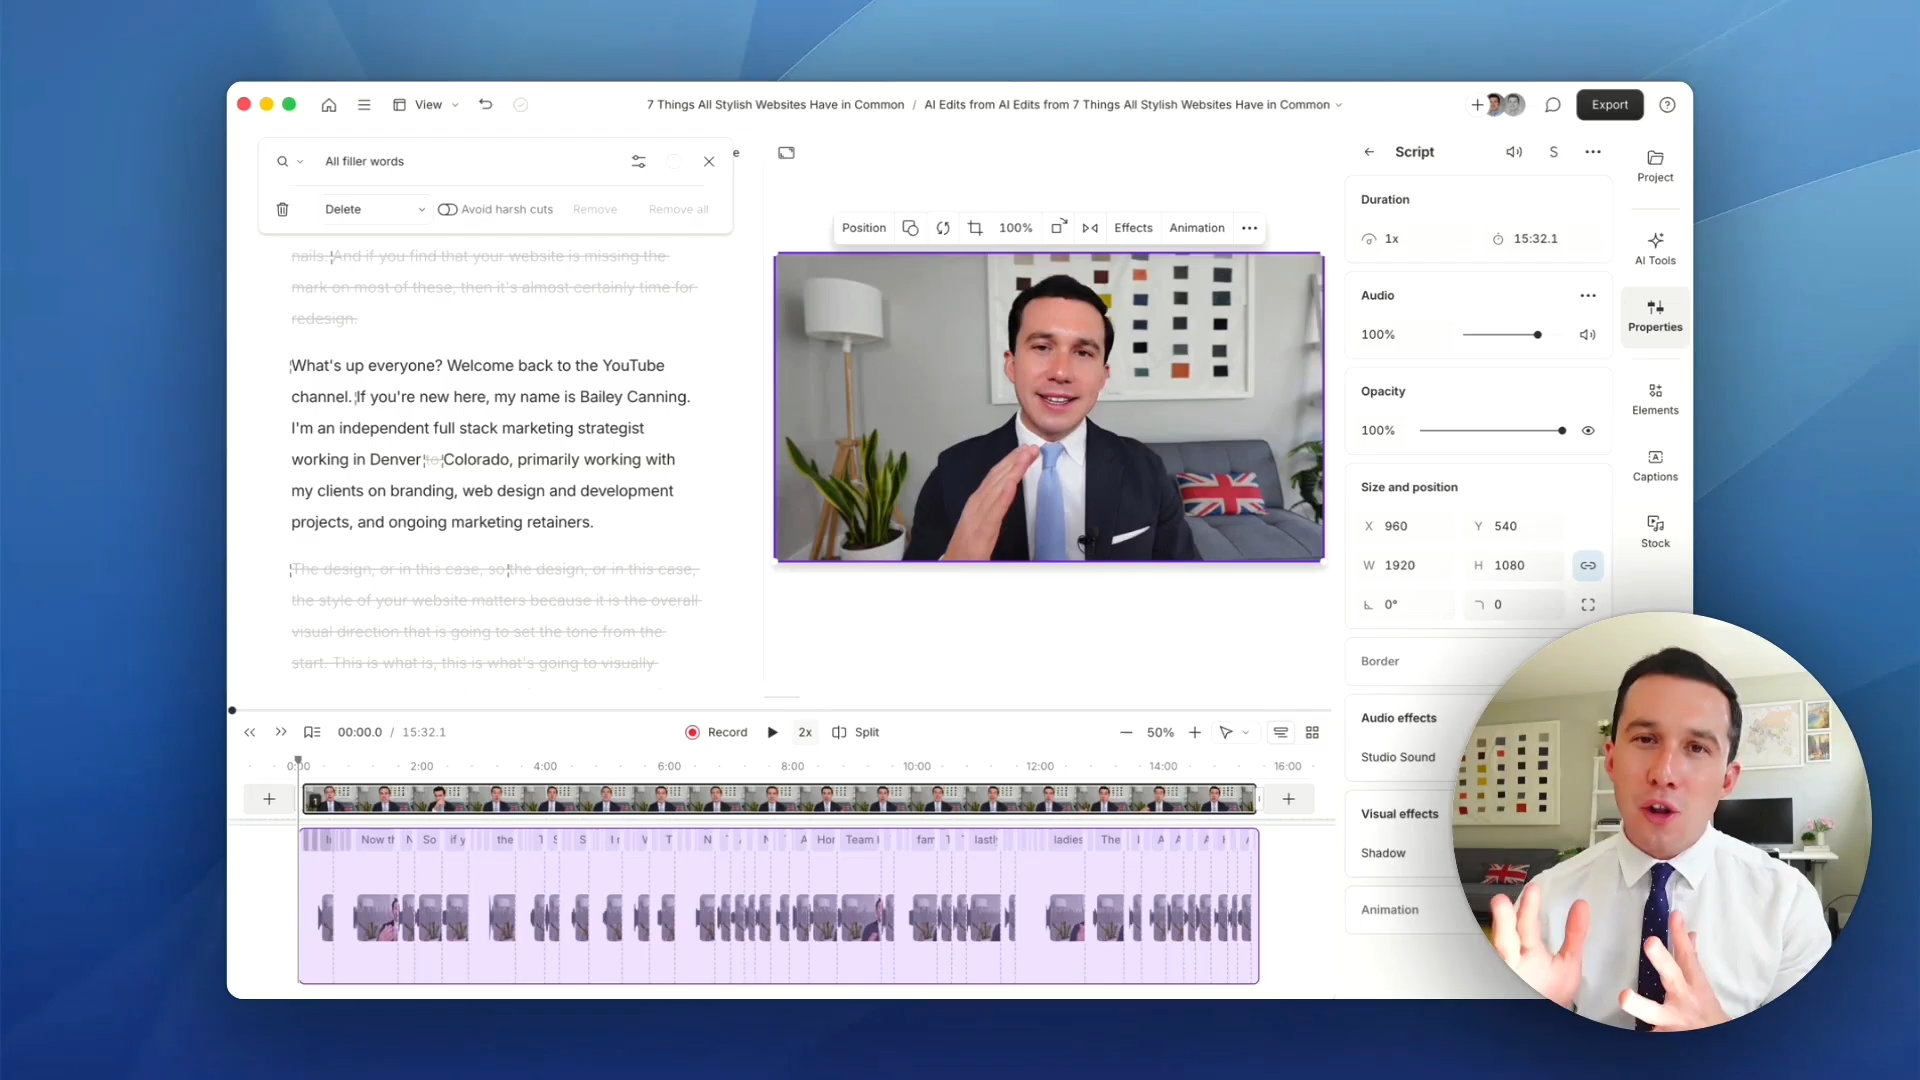 View
7 Things All Stylish Websites Have in Common / AI Edits from AI Edits from 7 Things All Stylish Websites Have in Common
Export
All filler words
Delete
Avoid harsh cuts
Remove
Remove all
nails. And if you find that your website is missing the
mark on most of these, then it's almost certainly time for
redesign.
What's up everyone? Welcome back to the YouTube
channel. If you're new here, my name is Bailey Canning.
I'm an independent full stack marketing strategist
working in Denver to Colorado, primarily working with
my clients on branding, web design and development
projects, and ongoing marketing retainers.
The design, or in this case, so the design, or in this case,
the style of your website matters because it is the overall
visual direction that is going to set the tone from the
start. This is what is, this is what's going to visually
Position
100%
Effects
Animation
Script
S
Duration
1x
15:32.1
Audio
100%
Opacity
100%
Size and position
X 960
Y 540
W 1920
H 1080
0°
0
Border
Audio effects
Studio Sound
Visual effects
Shadow
Animation
Project
AI Tools
Properties
Elements
Captions
Stock
00:00.0 / 15:32.1
Record
2x
Split
50%
0:00 2:00 4:00 6:00 8:00 10:00 12:00 14:00 16:00
1
Now th N So if y the T S S I r V T N N A Hor Team I fam T lastl ladies The I A A A